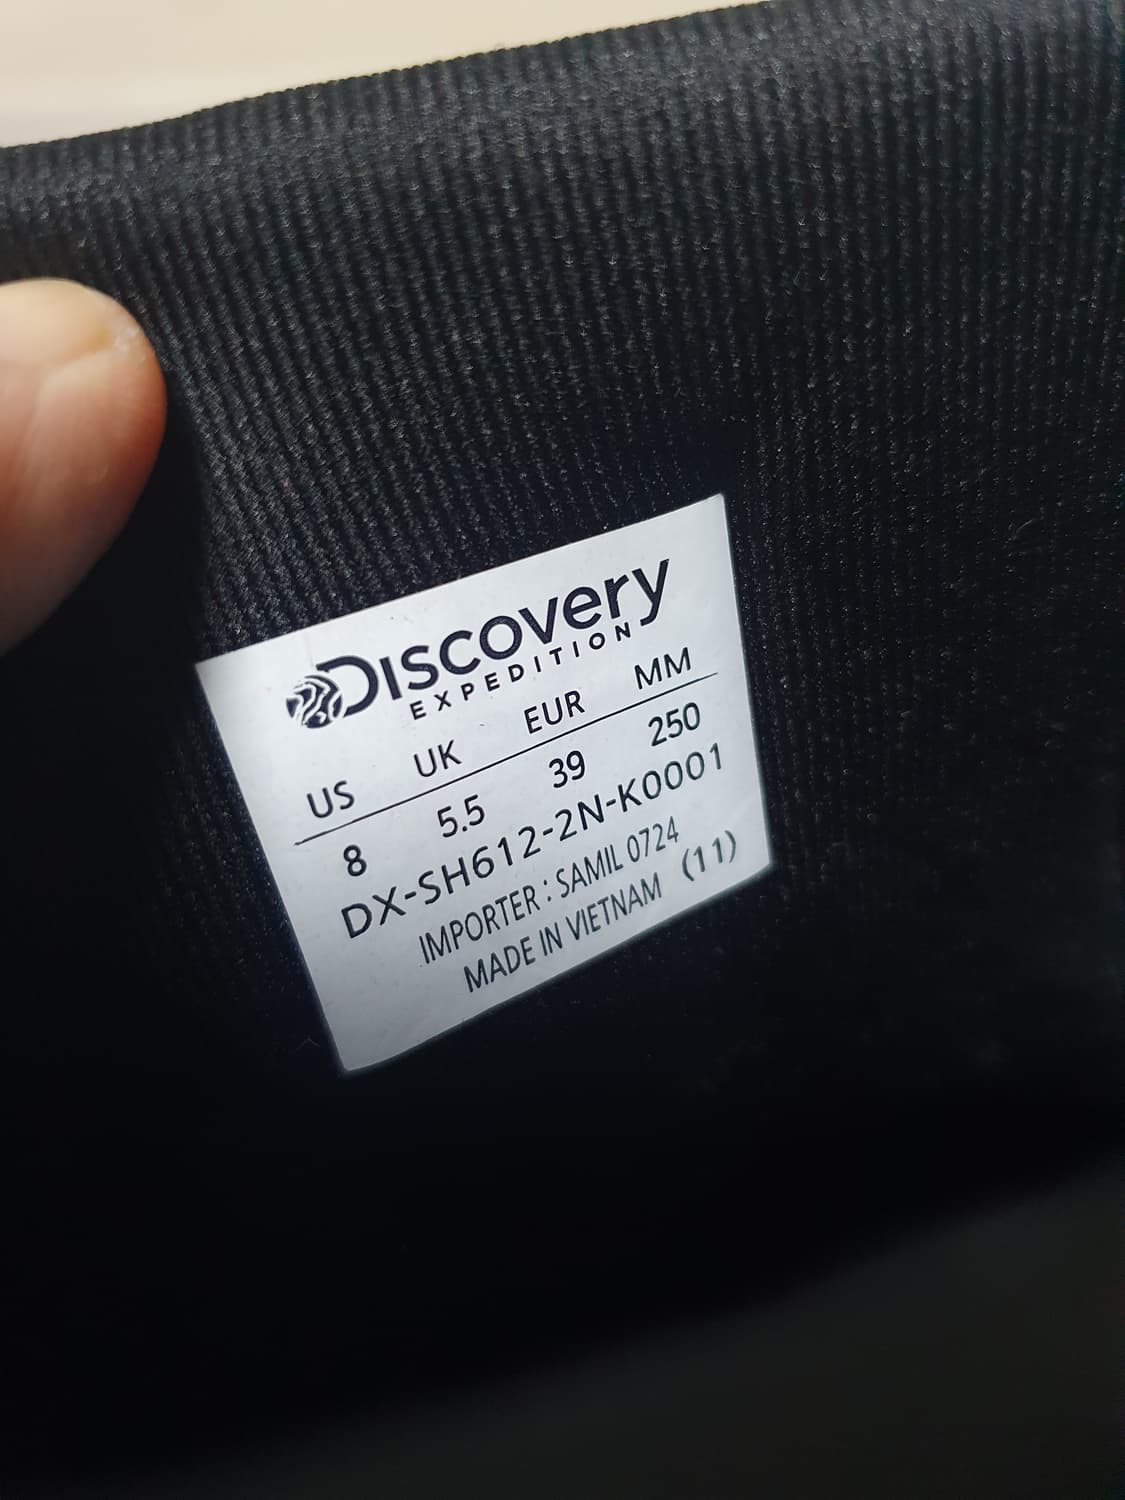 Discovery
EXPEDITION
US UK EUR MM
8 5.5 39 250
DX-SH612-2N-K0001
IMPORTER : SAMIL 0724
MADE IN VIETNAM (11)